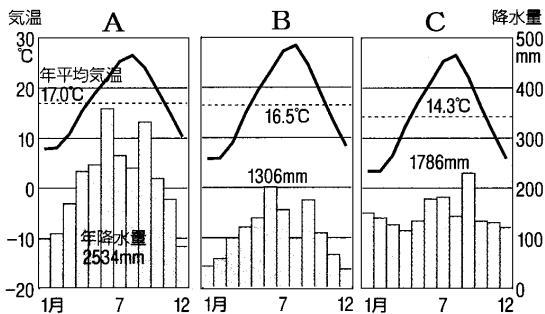 気温 A B C 降水量
30 500
℃ mm
年平均気温
17.0℃ 16.5℃ 14.3℃
20 400
10 300
1306mm 1786mm
0 200
年降水量
2534mm
-10 100
-20 0
1月 7 12 1月 7 12 1月 7 12